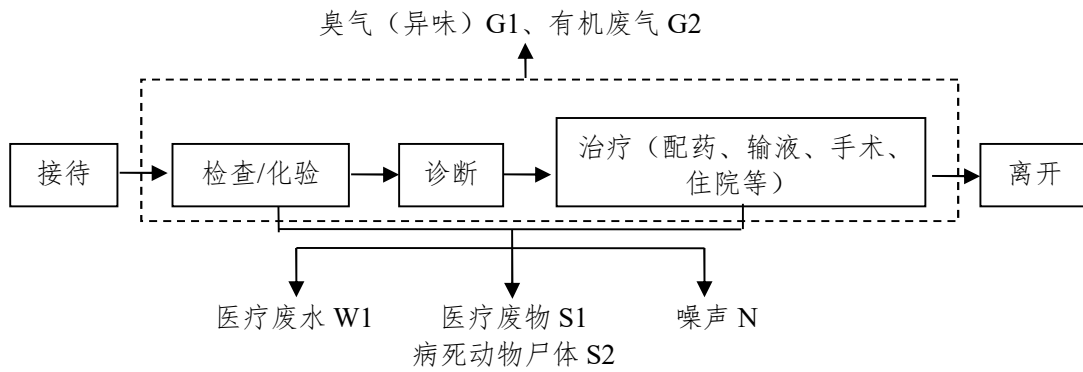 臭气（异味）G1、有机废气 G2
接待
检查/化验
诊断
治疗（配药、输液、手术、
住院等）
离开
医疗废水 W1
医疗废物 S1
病死动物尸体 S2
噪声 N